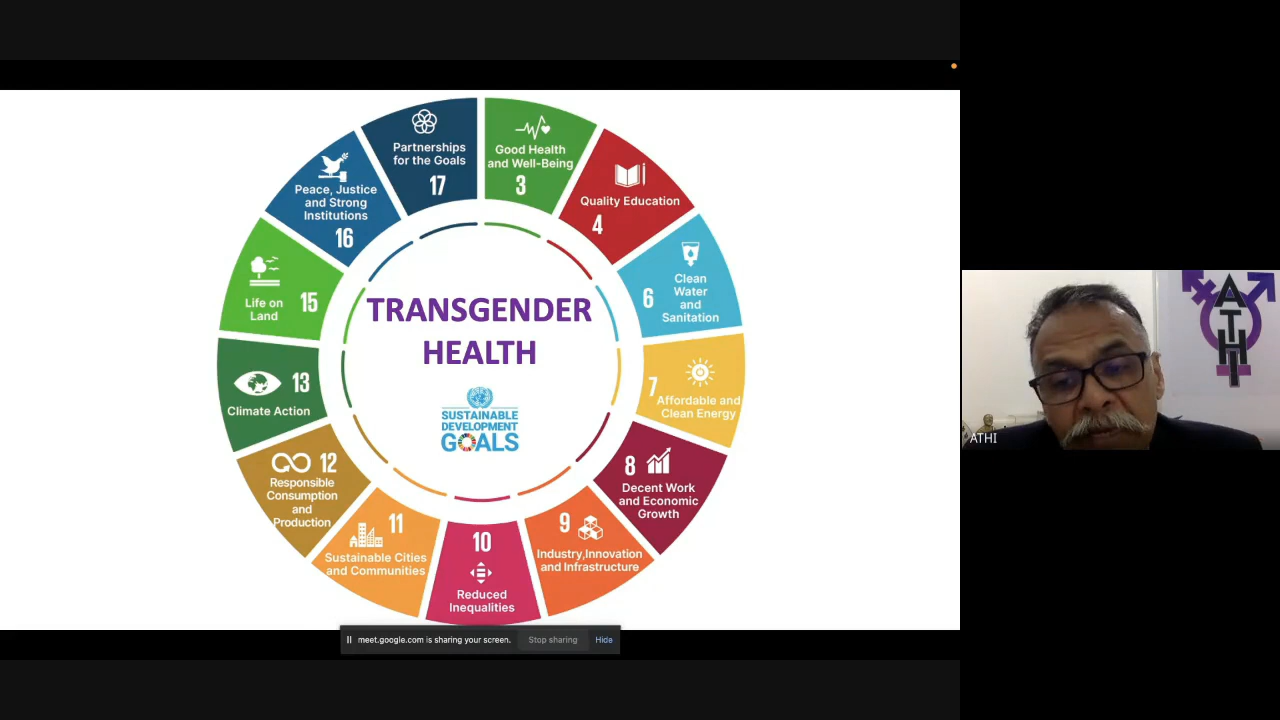 Partnerships
for the Goals
17
Good Health
and Well-Being
3
Quality Education
4
Clean
Water
and
Sanitation
6
7
Affordable and
Clean Energy
8
Decent Work
and Economic
Growth
9
Industry,Innovation
and Infrastructure
10
Reduced
Inequalities
11
Sustainable Cities
and Communities
12
Responsible
Consumption
and
Production
13
Climate Action
15
Life on
Land
Peace, Justice
and Strong
Institutions
16
TRANSGENDER
HEALTH
SUSTAINABLE
DEVELOPMENT
GOALS
meet.google.com is sharing your screen.
Stop sharing
Hide
ATHI
ATHI